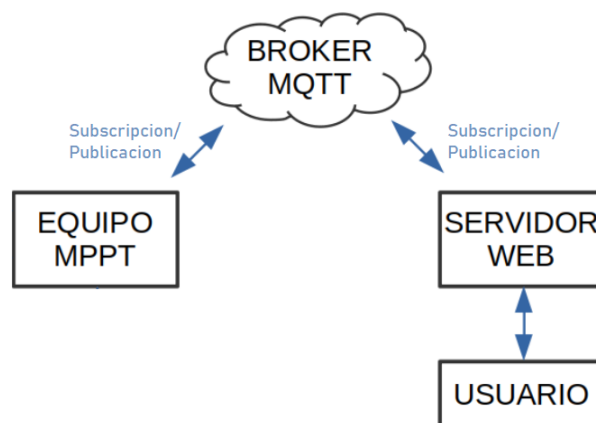 BROKER
MQTT
Subscripcion/
Publicacion
Subscripcion/
Publicacion
EQUIPO
MPPT
SERVIDOR
WEB
USUARIO